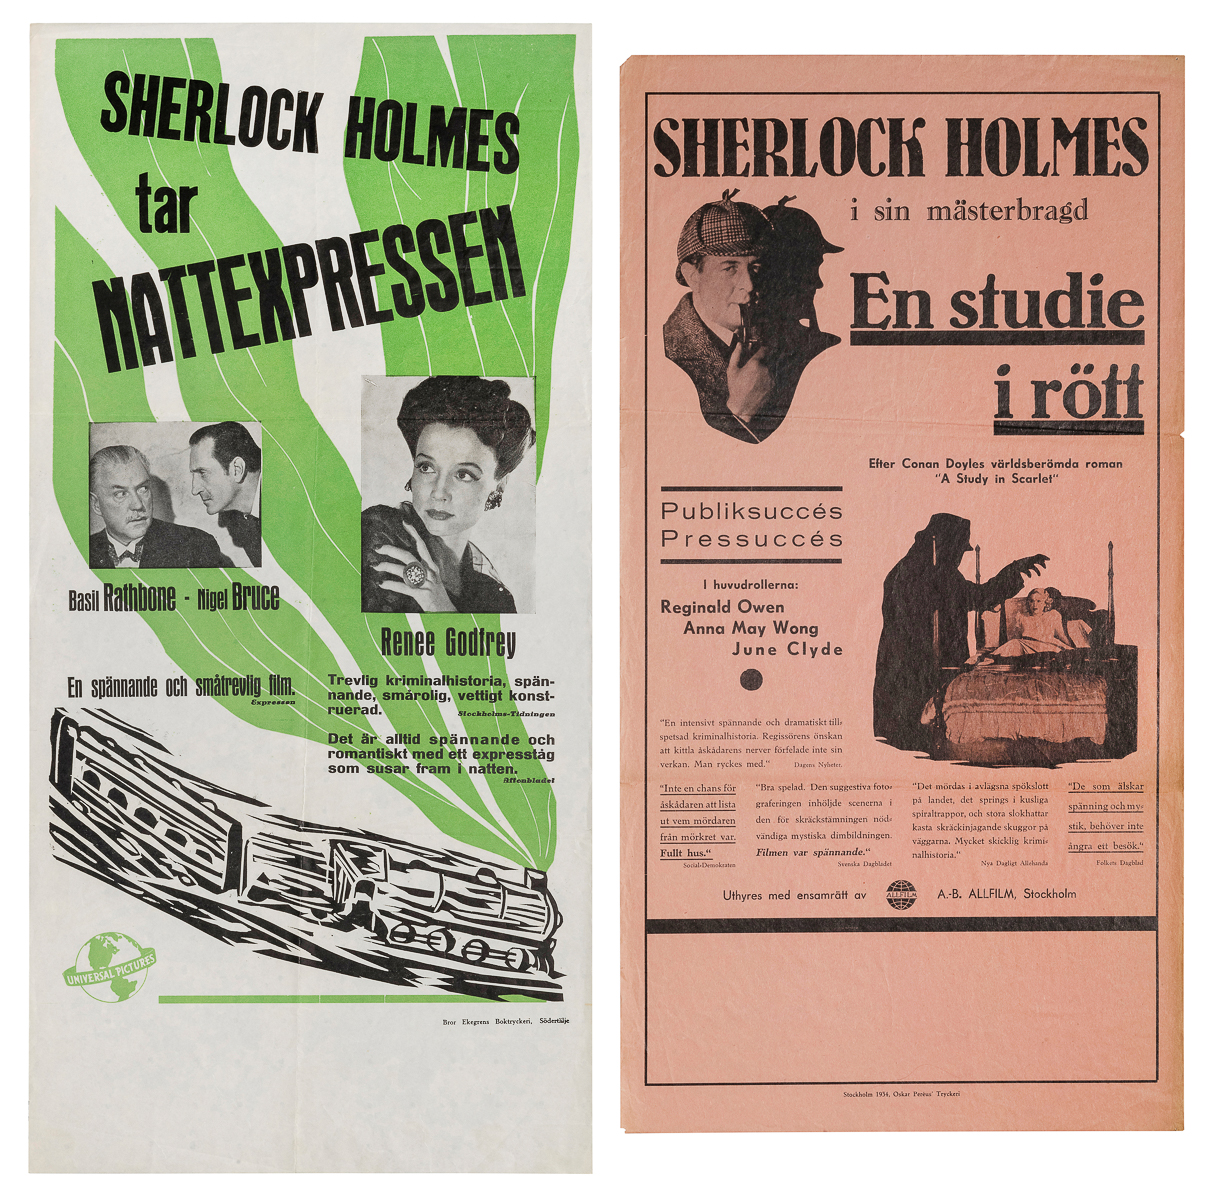 SHERLOCK HOLMES
tar
NATTEXPRESSEN
Basil Rathbone - Nigel Bruce
Renee Godfrey
En spännande och småtrevlig film.
Expressen
Trevlig kriminalhistoria, spän-
nande, smårolig, vettigt konst-
ruerad.
Stockholms-Tidningen
Det är alltid spännande och
romantiskt med ett expresståg
som susar fram i natten.
Aftonbladet
UNIVERSAL PICTURES
Bror Ekegrens Boktryckeri, Södertälje
SHERLOCK HOLMES
i sin mästerbragd
En studie
i rött
Efter Conan Doyles världsberömda roman
"A Study in Scarlet"
Publiksuccés
Pressuccés
I huvudrollerna:
Reginald Owen
Anna May Wong
June Clyde
"En intensivt spännande och dramatiskt till-
spetsad kriminalhistoria. Regissörens önskan
att kittla åskådarens nerver förfelade inte sin
verkan. Man ryckes med." Dagens Nyheter.
"Inte en chans för
åskådaren att lista
ut vem mördaren
från mörkret var.
Fullt hus."
Social-Demokraten
"Bra spelad. Den suggestiva foto-
graferingen inhöljde scenerna i
den för skräckstämningen nöd-
vändiga mystiska dimbildningen.
Filmen var spännande."
Svenska Dagbladet
"Det mördas i avlägsna spökslott
på landet, det springs i kusliga
spiraltrappor, och stora slokhattar
kasta skräckinjagande skuggor på
väggarna. Mycket skicklig krimi-
nalhistoria."
Nya Dagligt Allehanda
"De som älskar
spänning och my-
stik, behöver inte
ångra ett besök."
Folkets Dagblad
Uthyres med ensamrätt av ALLFILM A.-B. ALLFILM, Stockholm
Stockholm 1934, Oskar Peréus' Tryckeri